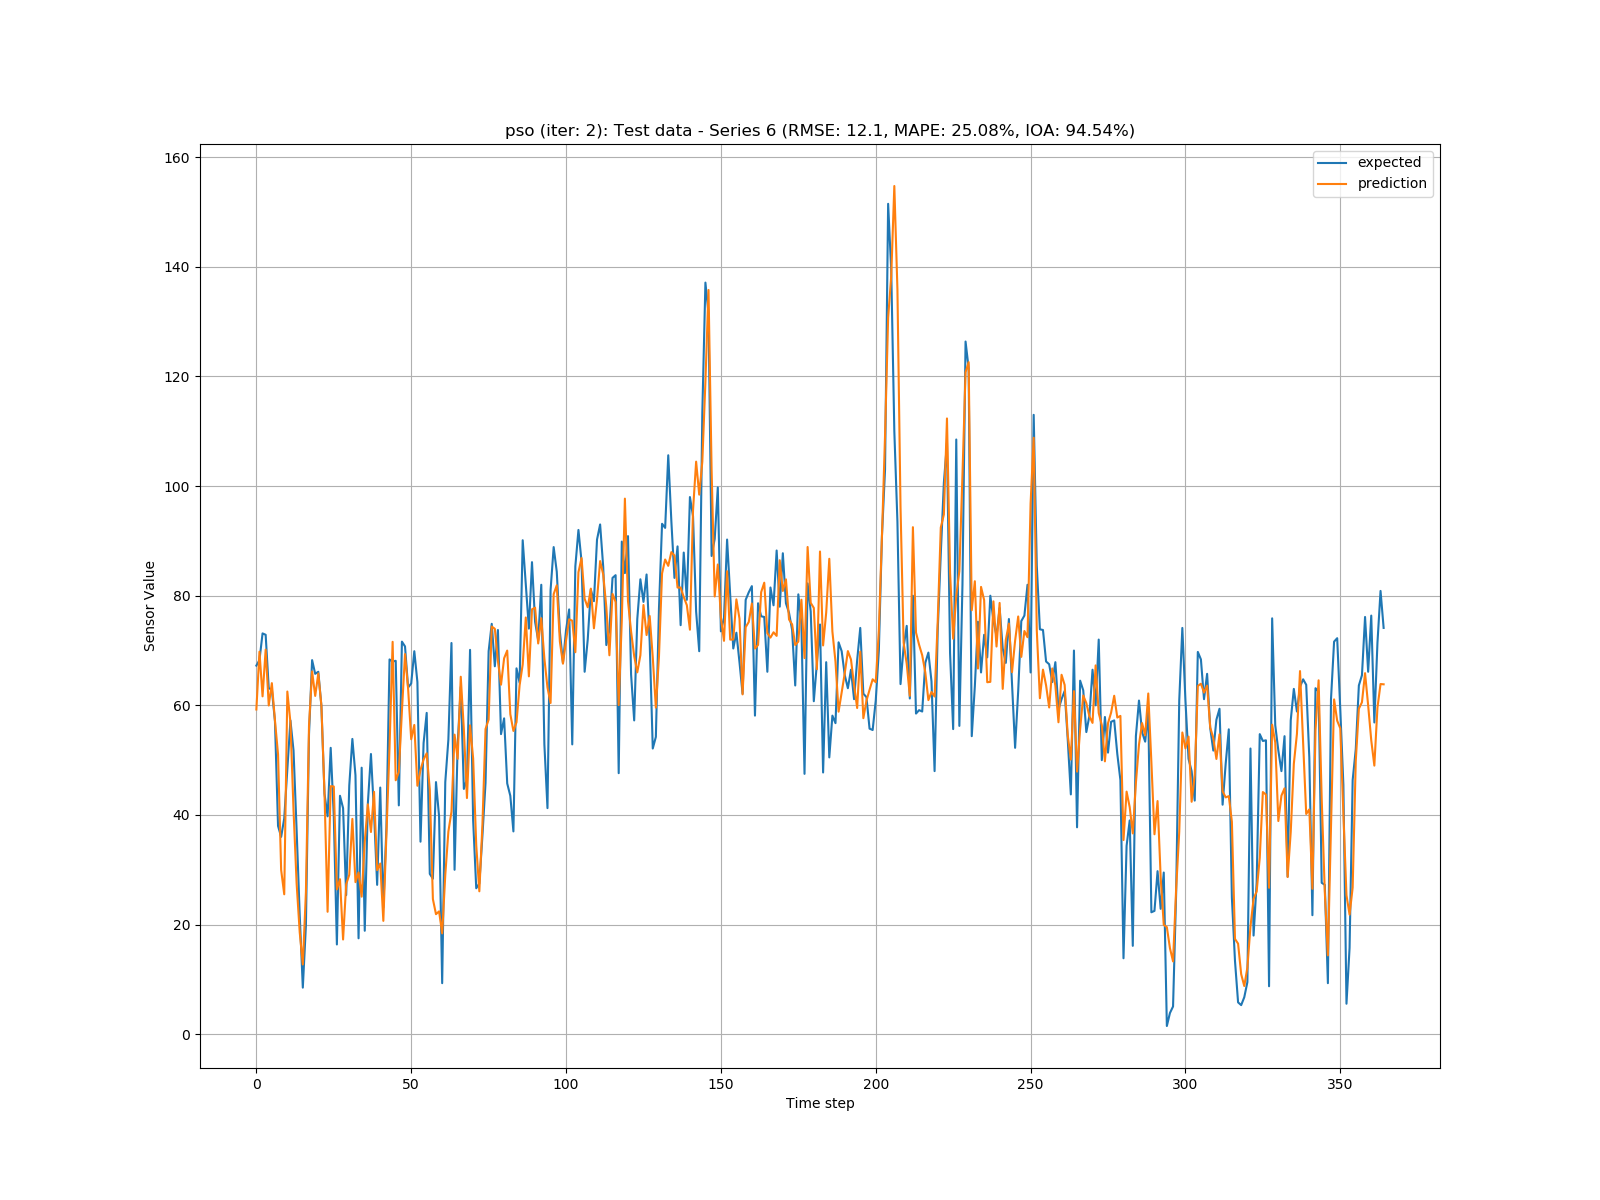 pso (iter: 2): Test data - Series 6 (RMSE: 12.1, MAPE: 25.08%, IOA: 94.54%)
expected
prediction
160
140
120
100
80
60
40
20
0
Sensor Value
0 50 100 150 200 250 300 350
Time step